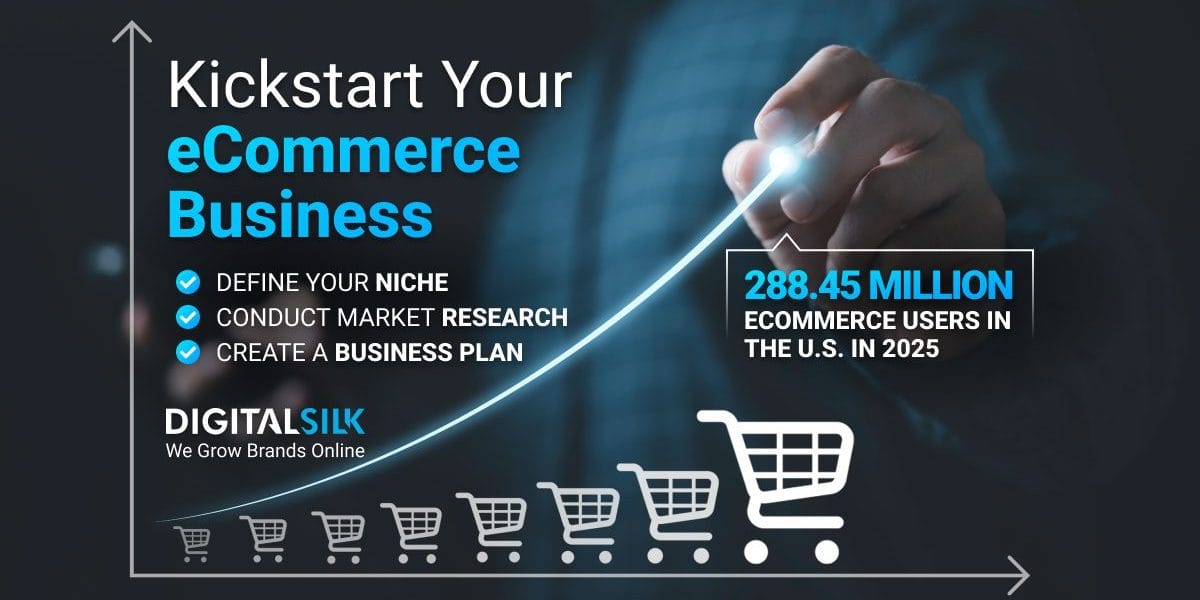 Kickstart Your
eCommerce
Business
DEFINE YOUR NICHE
CONDUCT MARKET RESEARCH
CREATE A BUSINESS PLAN
DIGITALSILK
We Grow Brands Online
288.45 MILLION
ECOMMERCE USERS IN
THE U.S. IN 2025